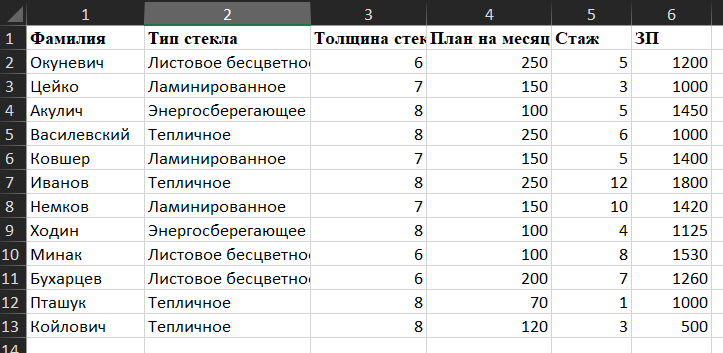 1 2 3 4 5 6
1 Фамилия Тип стекла Толщина стек План на месяц Стаж ЗП
2 Окуневич Листовое бесцветное 6 250 5 1200
3 Цейко Ламинированное 7 150 3 1000
4 Акулич Энергосберегающее 8 100 5 1450
5 Василевский Тепличное 8 250 6 1000
6 Ковшер Ламинированное 7 150 5 1400
7 Иванов Тепличное 8 250 12 1800
8 Немков Ламинированное 7 150 10 1420
9 Ходин Энергосберегающее 8 100 4 1125
10 Минак Листовое бесцветное 6 100 8 1530
11 Бухарцев Листовое бесцветное 6 200 7 1260
12 Пташук Тепличное 8 70 1 1000
13 Койлович Тепличное 8 120 3 500
14